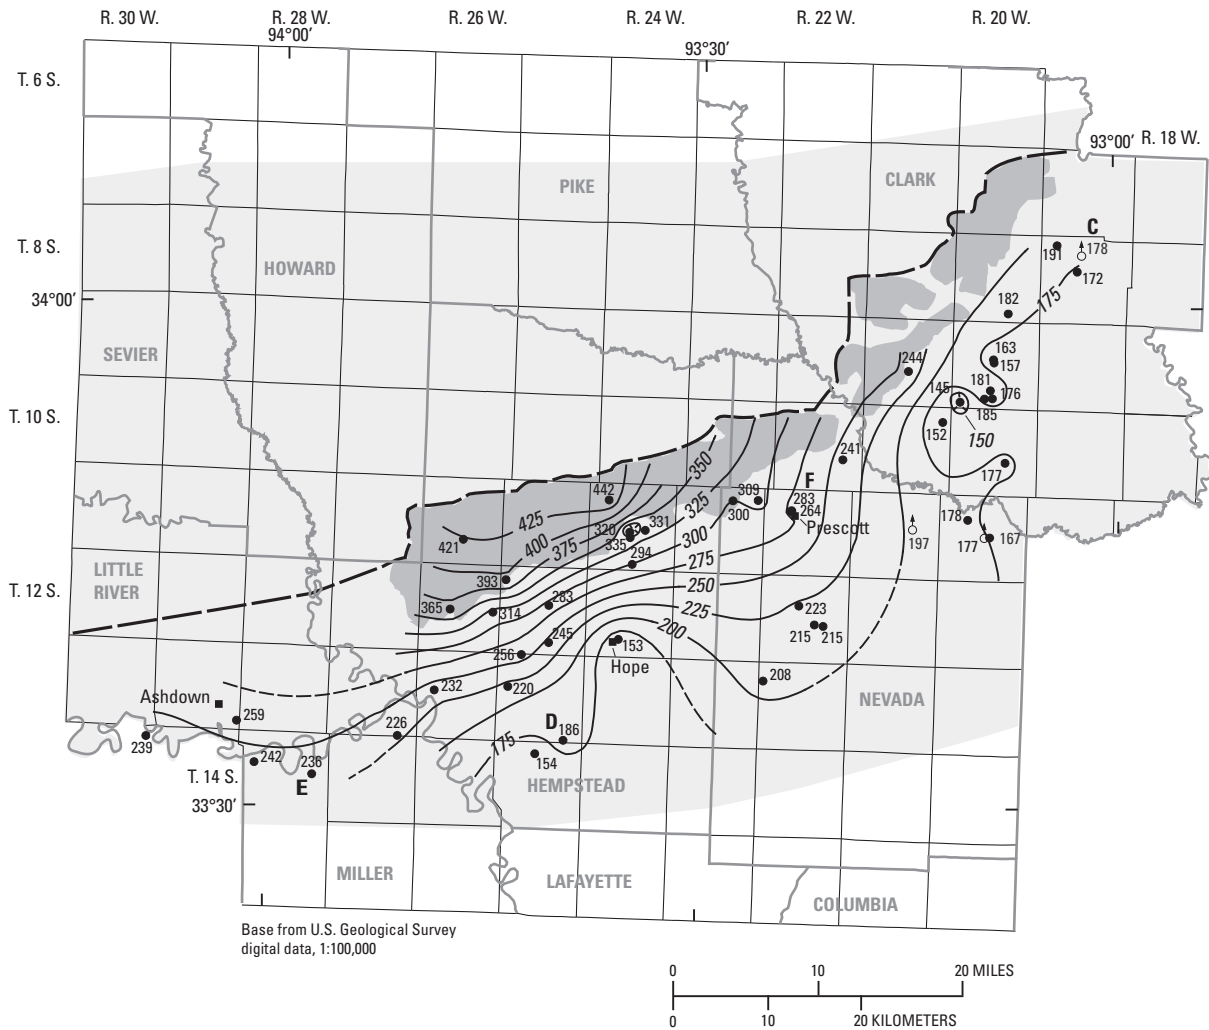 R. 30 W. R. 28 W. R. 26 W. R. 24 W. R. 22 W. R. 20 W.
94°00′ 93°30′
T. 6 S.
93°00′ R. 18 W.
PIKE CLARK
C
T. 8 S. 191 178
HOWARD 172
34°00′ 182 175
SEVIER 163
244 157
145 181 176
T. 10 S. 185
152 150
241
350 177
F
442 309 283
425 325 300 264
320 331 Prescott 178
421 400 375 335 300 197 177 167
294 275
LITTLE
RIVER
T. 12 S. 393 250
365 314 283 225 223
245 200 215 215
256 153
Hope
232 220 208
Ashdown NEVADA
259 226 D 186
239 175
242 236 154
T. 14 S. E HEMPSTEAD
33°30′
MILLER LAFAYETTE
COLUMBIA
Base from U.S. Geological Survey
digital data, 1:100,000
0 10 20 MILES
0 10 20 KILOMETERS